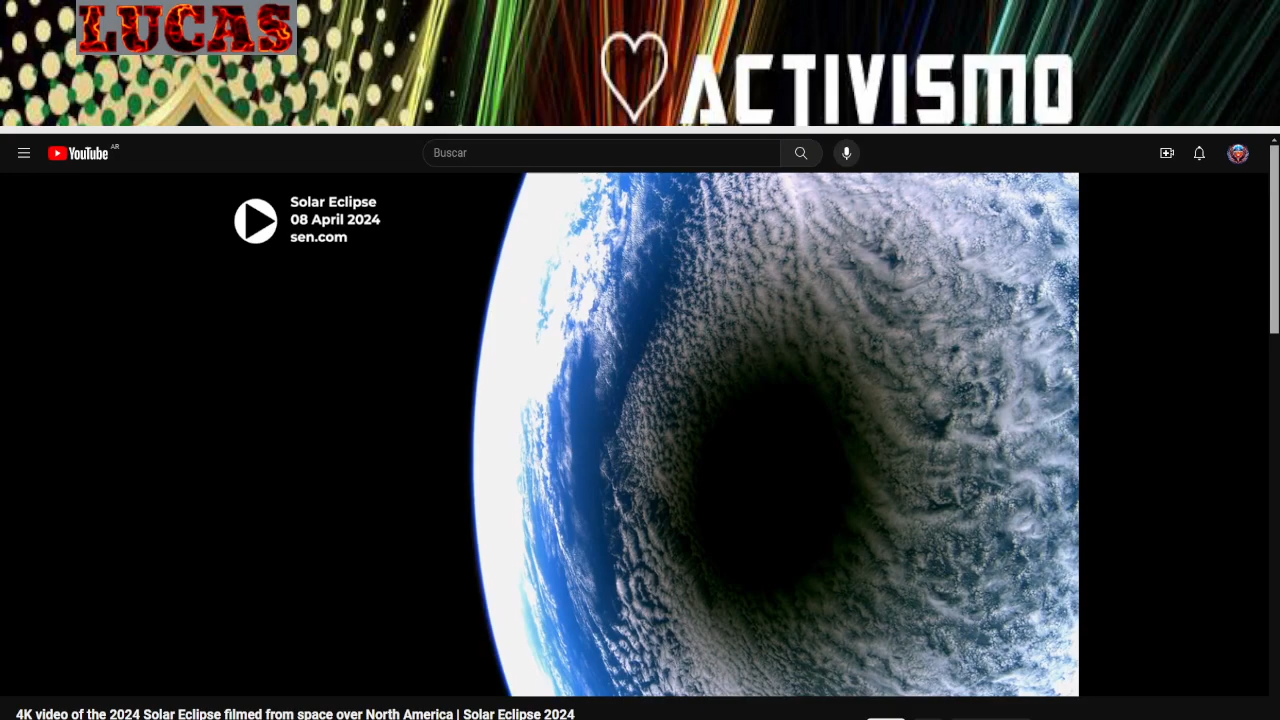 LUCAS
ACTIVISMO
YouTube AR
Buscar
Solar Eclipse
08 April 2024
sen.com
4K video of the 2024 Solar Eclipse filmed from space over North America | Solar Eclipse 2024